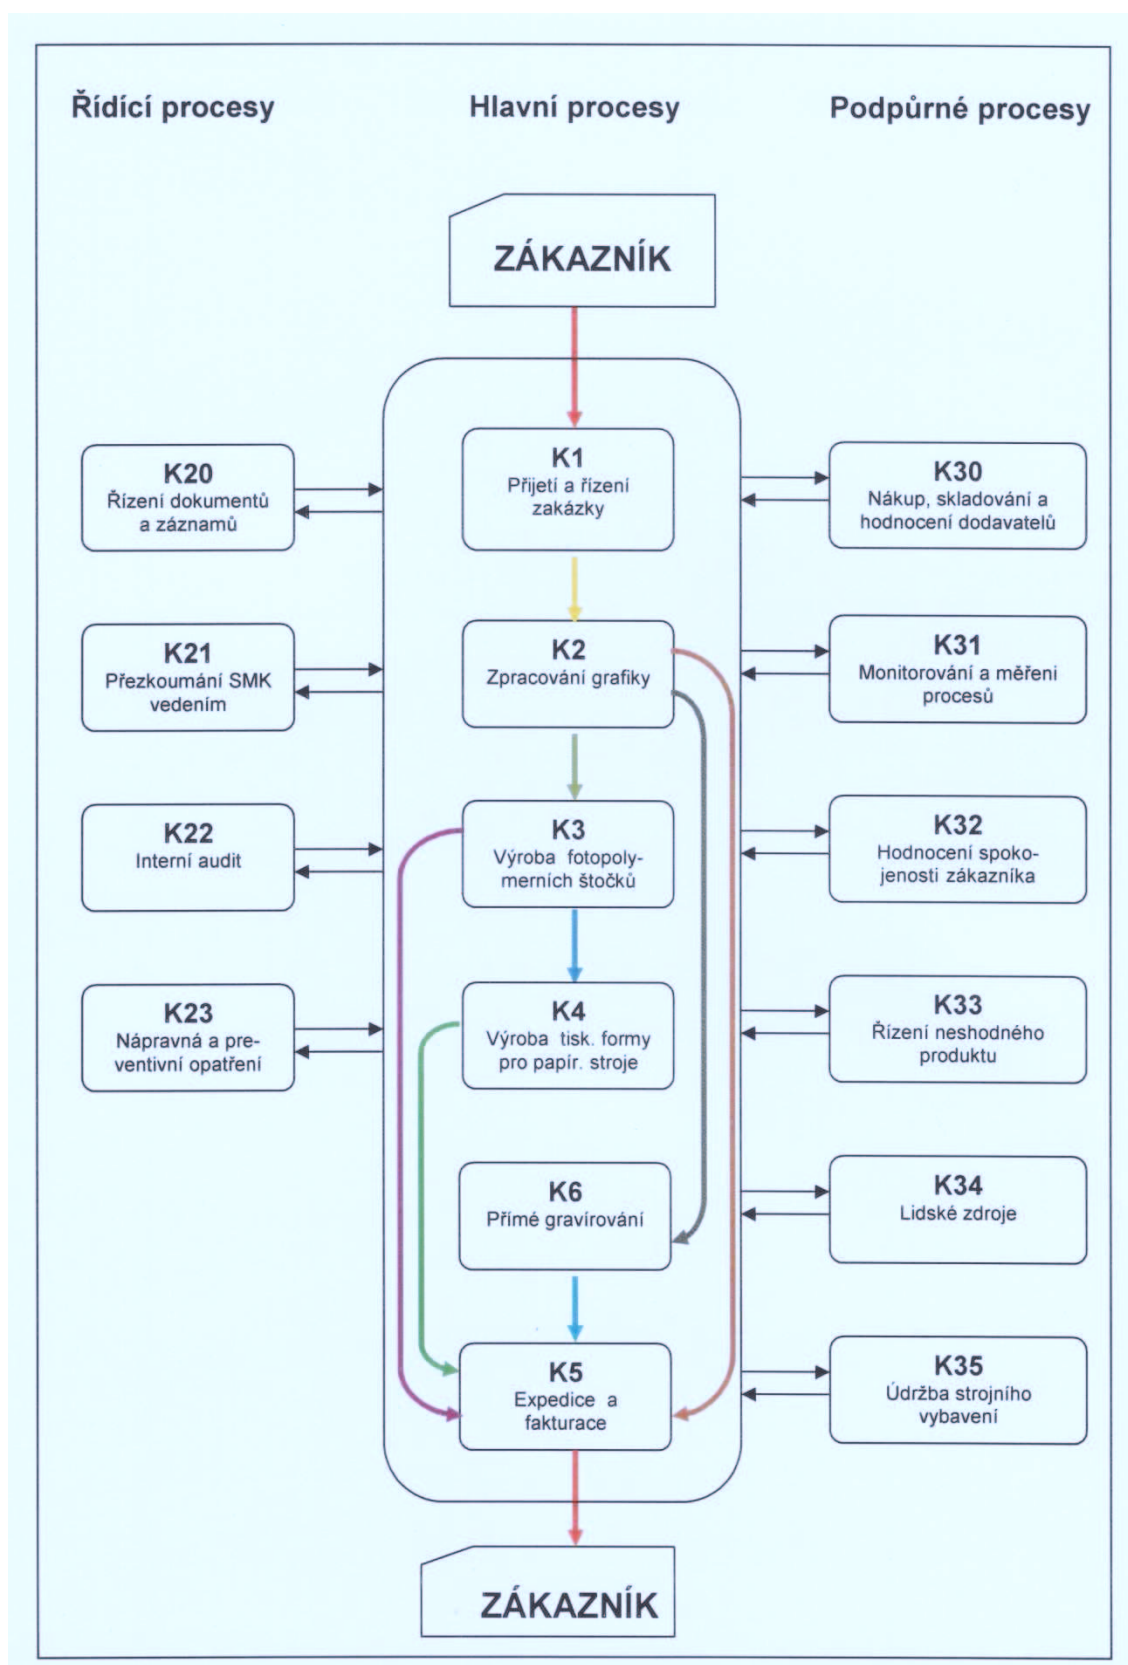 Řídící procesy
Hlavní procesy
Podpůrné procesy
ZÁKAZNÍK
K20
Řízení dokumentů
a záznamů
K21
Přezkoumání SMK
vedením
K22
Interní audit
K23
Nápravná a pre-
ventivní opatření
K1
Přijetí a řízení
zakázky
K2
Zpracování grafiky
K3
Výroba fotopoly-
merních štočků
K4
Výroba tisk. formy
pro papír. stroje
K6
Přímé gravírování
K5
Expedice a
fakturace
K30
Nákup, skladování a
hodnocení dodavatelů
K31
Monitorování a měřeni
procesů
K32
Hodnocení spoko-
jenosti zákazníka
K33
Řízení neshodného
produktu
K34
Lidské zdroje
K35
Údržba strojního
vybavení
ZÁKAZNÍK